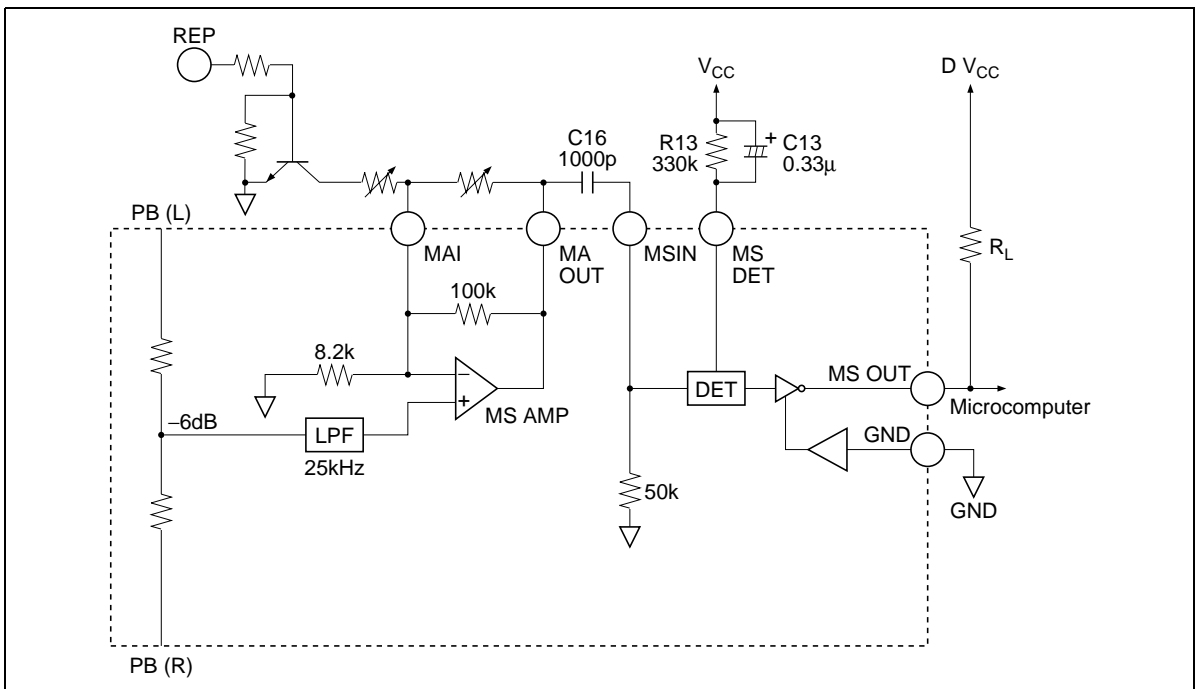 REP
V_CC
D V_CC
C16
1000p
R13
330k
+
C13
0.33μ
PB (L)
MAI
MA
OUT
MSIN
MS
DET
R_L
100k
8.2k
−
+
MS AMP
DET
MS OUT
Microcomputer
−6dB
LPF
25kHz
GND
50k
GND
PB (R)